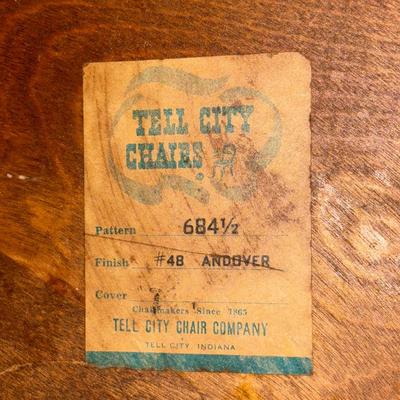 TELL CITY
CHAIRS
Pattern 684½
Finish #48 ANDOVER
Cover
Chairmakers Since 1865
TELL CITY CHAIR COMPANY
TELL CITY, INDIANA